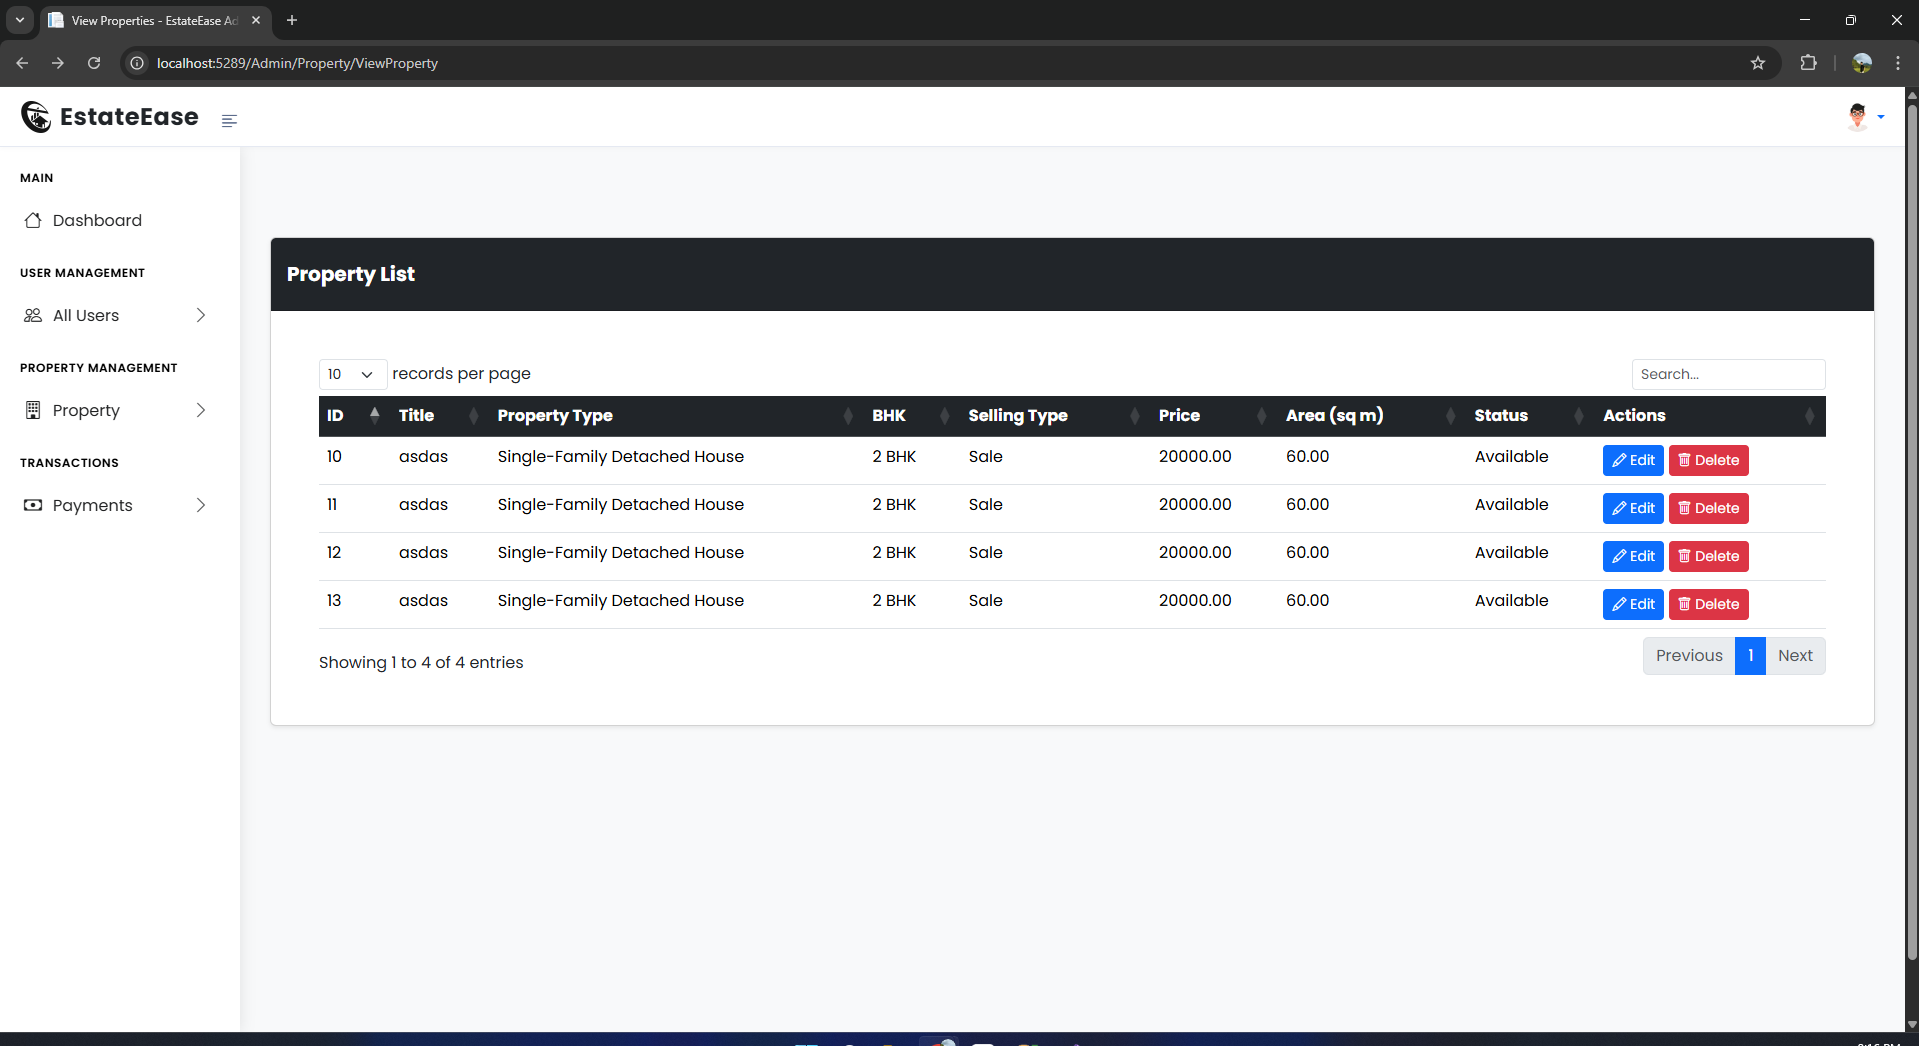 View Properties - EstateEase Ad
localhost:5289/Admin/Property/ViewProperty
EstateEase
MAIN
Dashboard
USER MANAGEMENT
All Users
PROPERTY MANAGEMENT
Property
TRANSACTIONS
Payments
Property List
10 records per page
Search...
ID Title Property Type BHK Selling Type Price Area (sq m) Status Actions
10 asdas Single-Family Detached House 2 BHK Sale 20000.00 60.00 Available Edit Delete
11 asdas Single-Family Detached House 2 BHK Sale 20000.00 60.00 Available Edit Delete
12 asdas Single-Family Detached House 2 BHK Sale 20000.00 60.00 Available Edit Delete
13 asdas Single-Family Detached House 2 BHK Sale 20000.00 60.00 Available Edit Delete
Showing 1 to 4 of 4 entries
Previous 1 Next